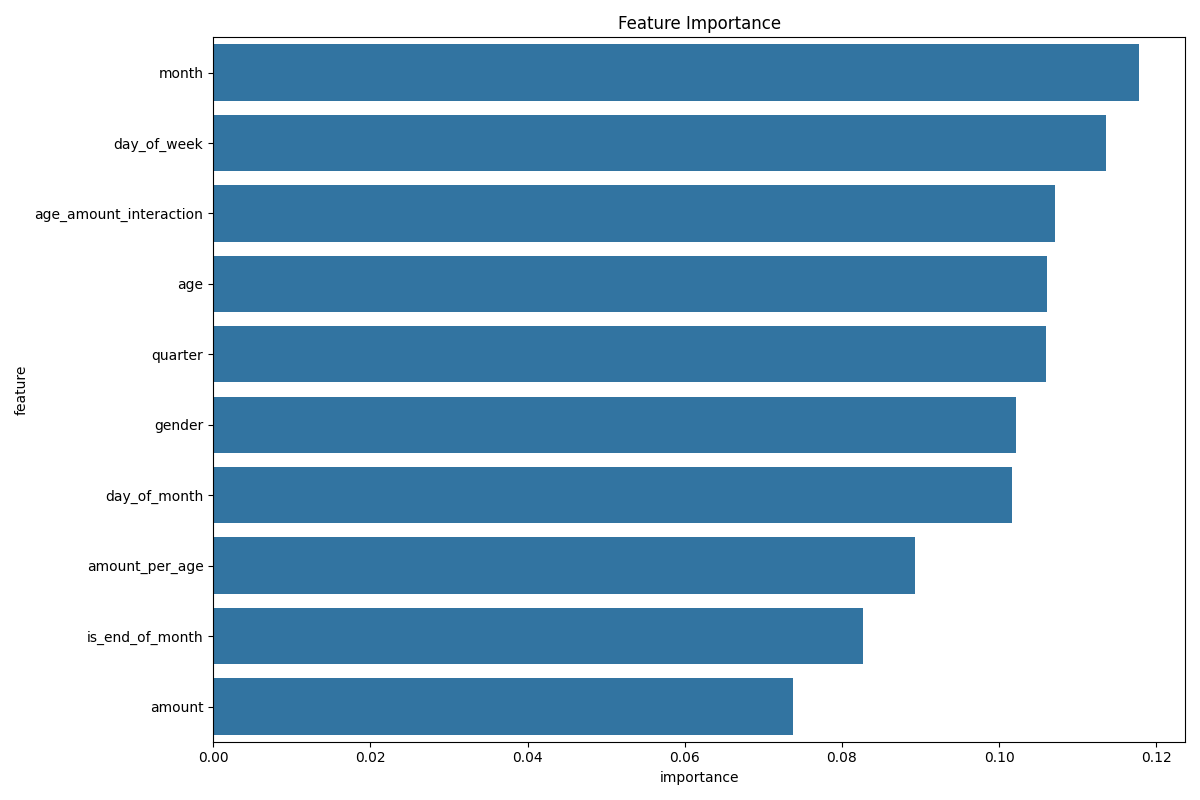 Feature Importance
feature
month
day_of_week
age_amount_interaction
age
quarter
gender
day_of_month
amount_per_age
is_end_of_month
amount
0.00 0.02 0.04 0.06 0.08 0.10 0.12
importance